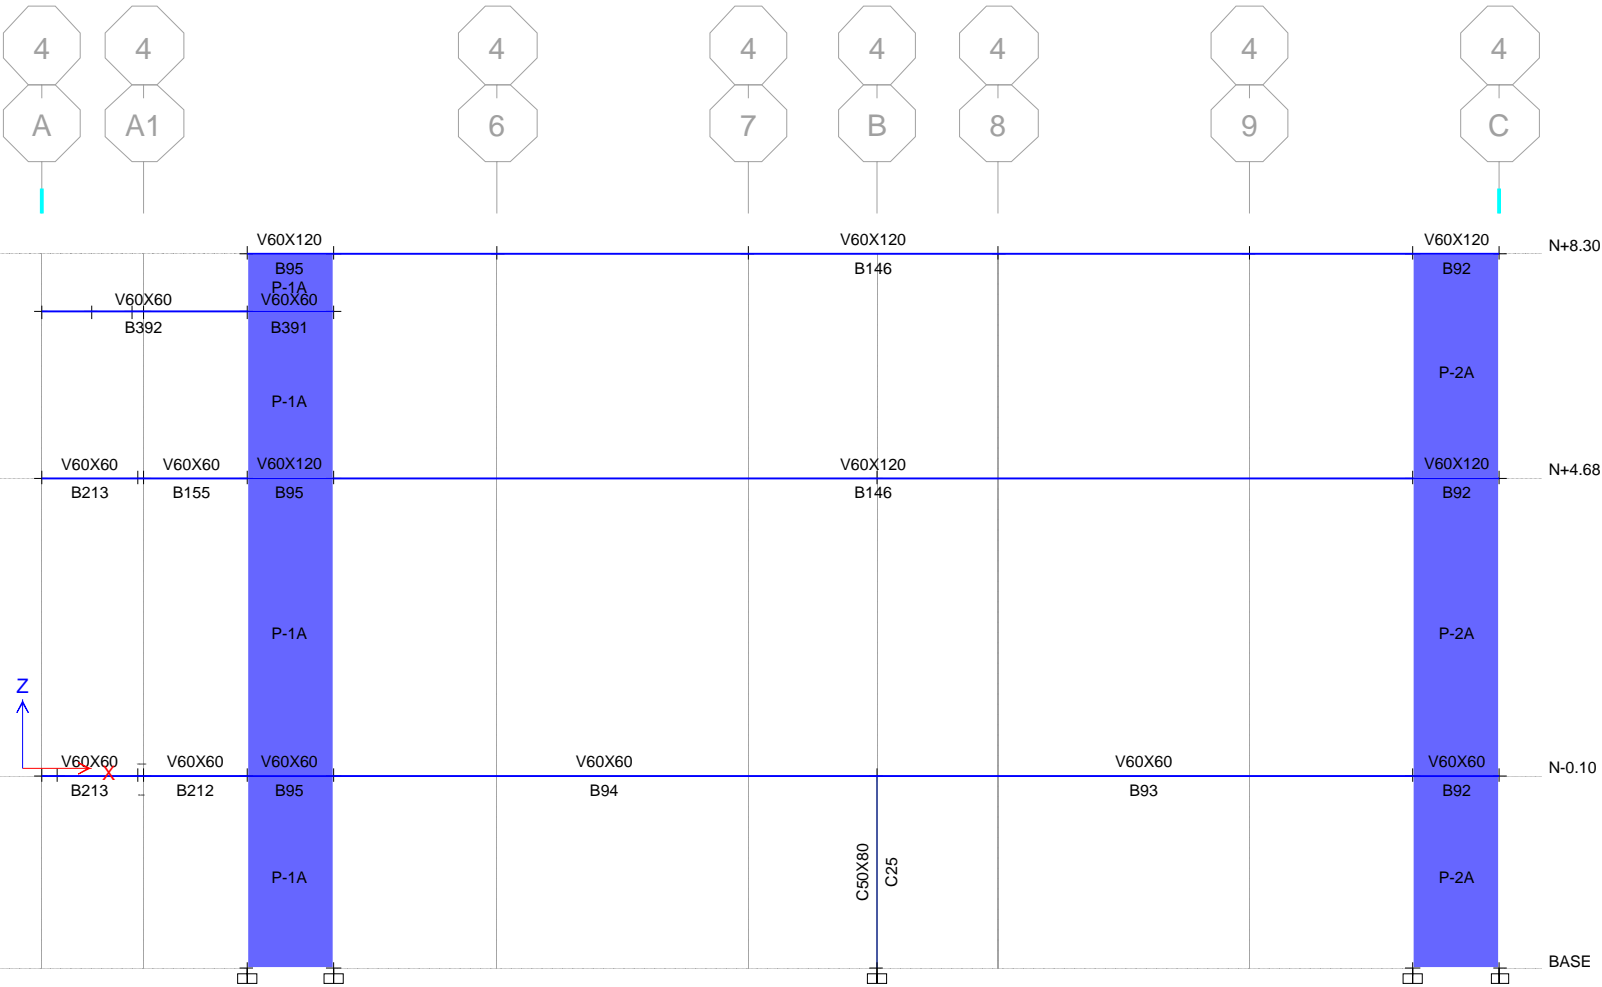 4 4 4 4 4 4 4 4
A A1 6 7 B 8 9 C
V60X120 V60X120 V60X120 N+8.30
B95 B146 B92
P-1A
V60X60 V60X60
B392 B391
P-2A
P-1A
V60X60 V60X60 V60X120 V60X120 V60X120 N+4.68
B213 B155 B95 B146 B92
P-1A P-2A
Z
V60X60 V60X60 V60X60 V60X60 V60X60 V60X60 N-0.10
X
B213 B212 B95 B94 B93 B92
C50X80 C25
P-1A P-2A
BASE